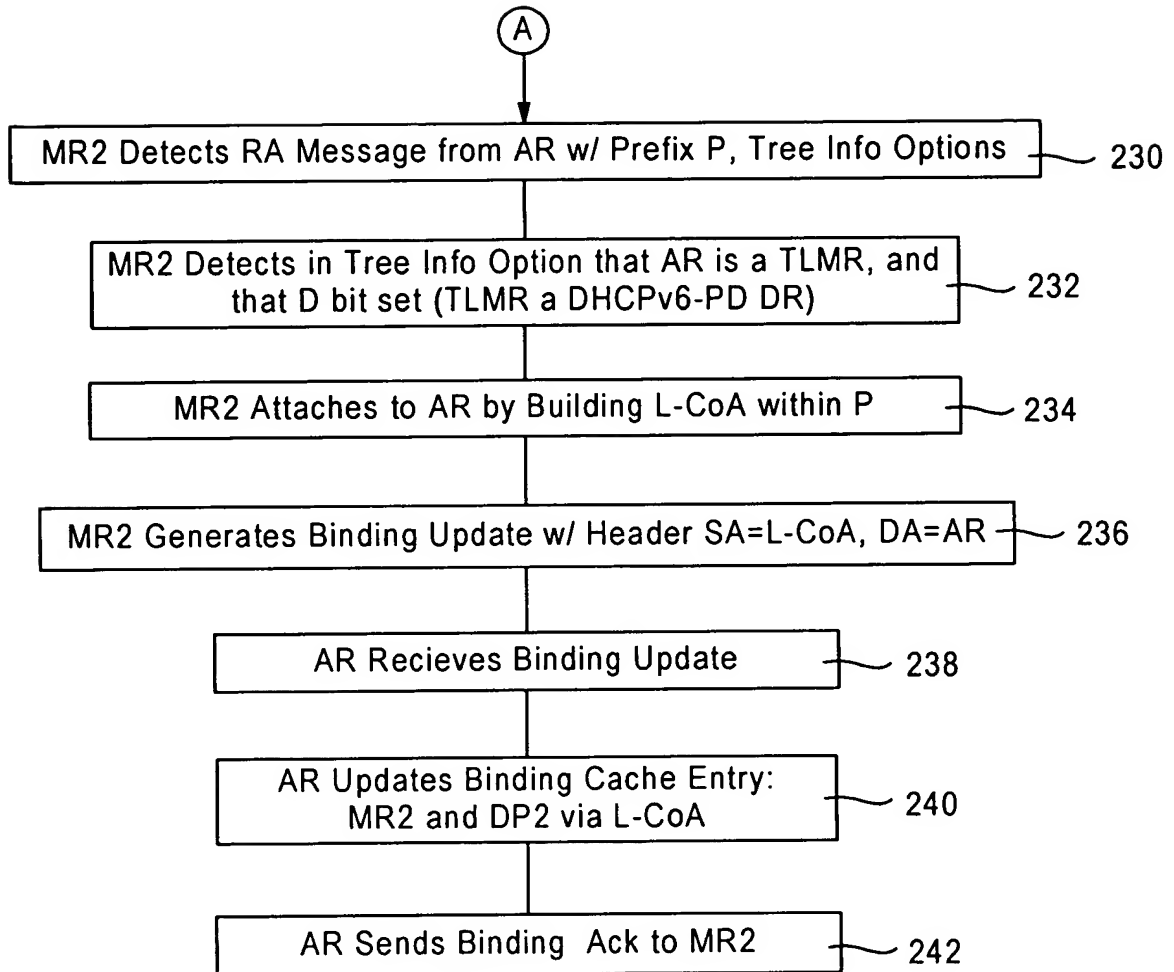 A
MR2 Detects RA Message from AR w/ Prefix P, Tree Info Options
230
MR2 Detects in Tree Info Option that AR is a TLMR, and
that D bit set (TLMR a DHCPv6-PD DR)
232
MR2 Attaches to AR by Building L-CoA within P
234
MR2 Generates Binding Update w/ Header SA=L-CoA, DA=AR
236
AR Recieves Binding Update
238
AR Updates Binding Cache Entry:
MR2 and DP2 via L-CoA
240
AR Sends Binding Ack to MR2
242